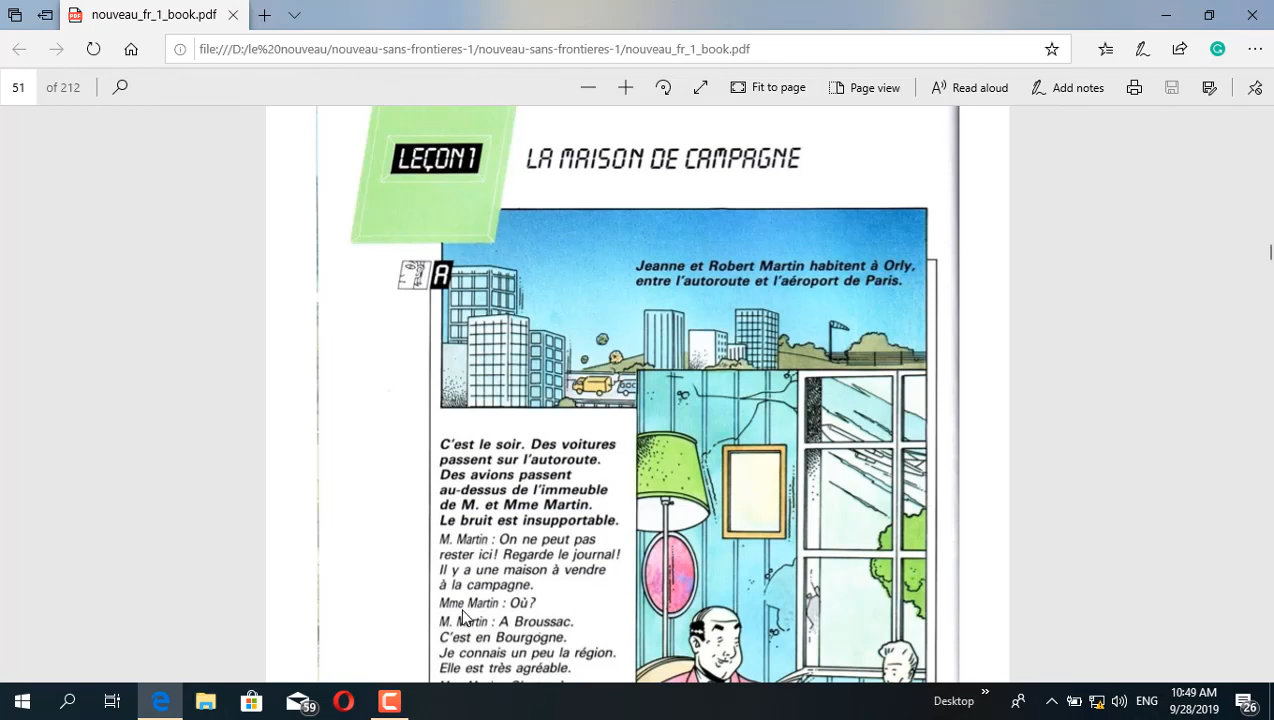 nouveau_fr_1_book.pdf
file:///D:/le%20nouveau/nouveau-sans-frontieres-1/nouveau-sans-frontieres-1/nouveau_fr_1_book.pdf
51 of 212
Fit to page
Page view
Read aloud
Add notes
LEÇON 1
LA MAISON DE CAMPAGNE
A
Jeanne et Robert Martin habitent à Orly,
entre l'autoroute et l'aéroport de Paris.
C'est le soir. Des voitures
passent sur l'autoroute.
Des avions passent
au-dessus de l'immeuble
de M. et Mme Martin.
Le bruit est insupportable.
M. Martin : On ne peut pas
rester ici! Regarde le journal!
Il y a une maison à vendre
à la campagne.
Mme Martin : Où?
M. Martin : A Broussac.
C'est en Bourgogne.
Je connais un peu la région.
Elle est très agréable.
59
Desktop
ENG
10:49 AM
9/28/2019
26